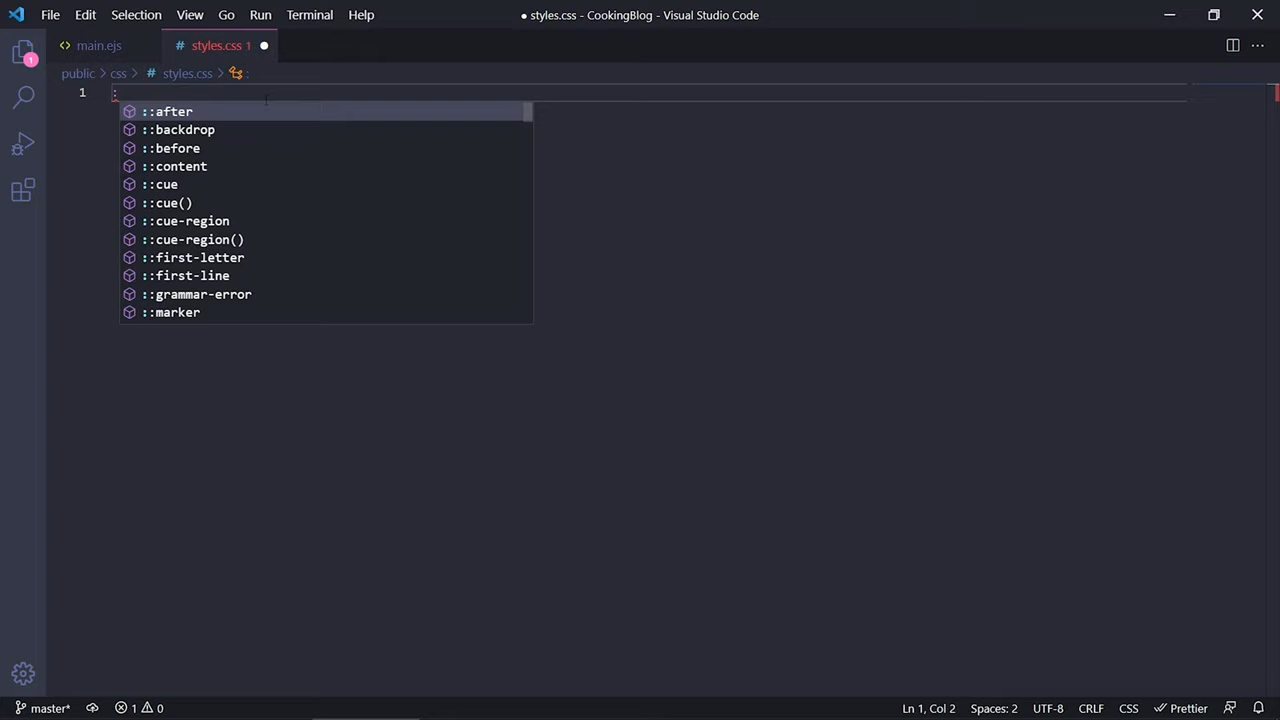 File Edit Selection View Go Run Terminal Help ● styles.css - CookingBlog - Visual Studio Code
<> main.ejs # styles.css 1 ●
public > css > # styles.css > :
1 :
::after
::backdrop
::before
::content
::cue
::cue()
::cue-region
::cue-region()
::first-letter
::first-line
::grammar-error
::marker
1
master* 1 0 Ln 1, Col 2 Spaces: 2 UTF-8 CRLF CSS Prettier